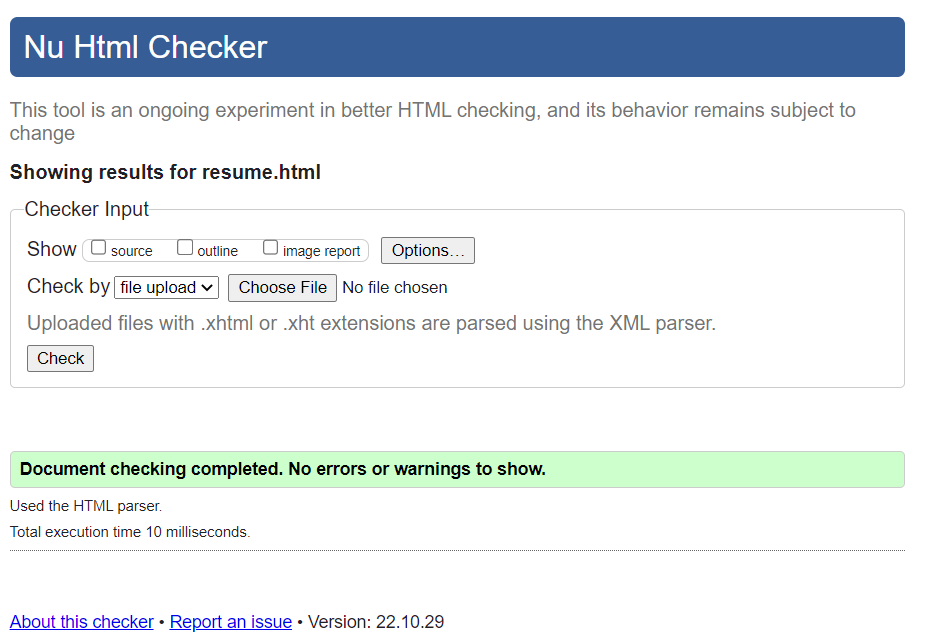 Nu Html Checker
This tool is an ongoing experiment in better HTML checking, and its behavior remains subject to
change
Showing results for resume.html
Checker Input
Show source outline image report Options...
Check by file upload Choose File No file chosen
Uploaded files with .xhtml or .xht extensions are parsed using the XML parser.
Check
Document checking completed. No errors or warnings to show.
Used the HTML parser.
Total execution time 10 milliseconds.
About this checker • Report an issue • Version: 22.10.29